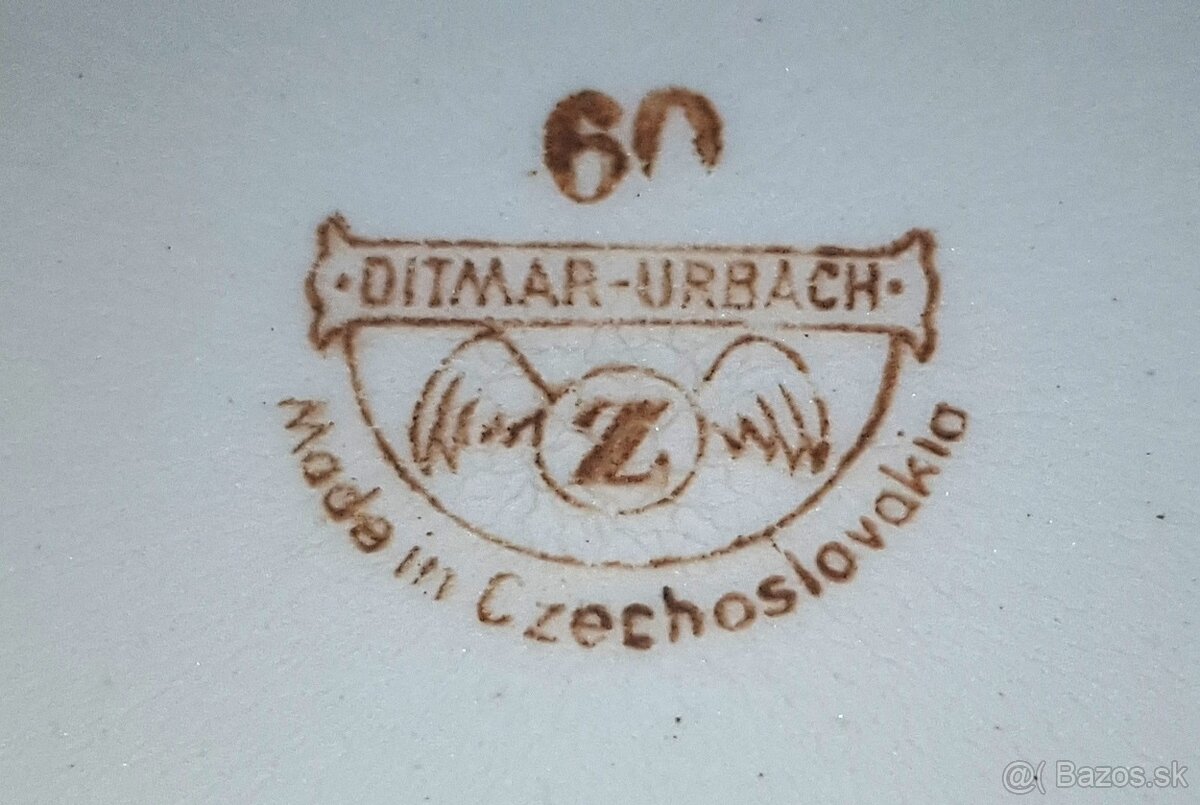 60
·DITMAR-URBACH·
Z
Made in Czechoslovakia
@( Bazos.sk